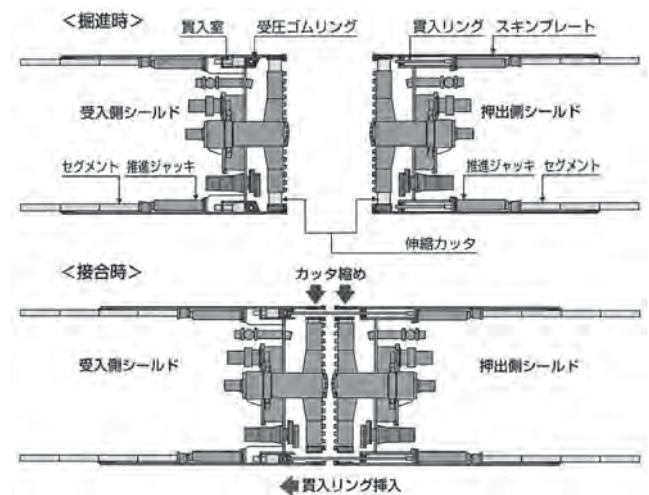 ＜掘進時＞
貫入室
受圧ゴムリング
貫入リング
スキンプレート
受入側シールド
押出側シールド
セグメント
推進ジャッキ
推進ジャッキ
セグメント
伸縮カッタ
＜接合時＞
カッタ縮め
受入側シールド
押出側シールド
貫入リング挿入